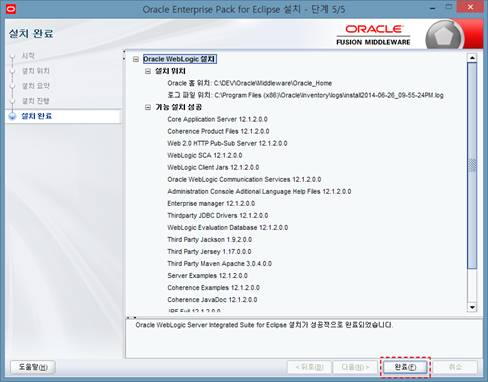 Oracle Enterprise Pack for Eclipse 설치 - 단계 5/5
설치 완료
ORACLE
FUSION MIDDLEWARE
시작
설치 위치
설치 요약
설치 진행
설치 완료
Oracle WebLogic 설치
설치 위치
Oracle 홈 위치: C:\DEV\Oracle\Middleware\Oracle_Home
로그 파일 위치: C:\Program Files (x86)\Oracle\Inventory\logs\install2014-06-26_09-55-24PM.log
기능 설치 성공
Core Application Server 12.1.2.0.0
Coherence Product Files 12.1.2.0.0
Web 2.0 HTTP Pub-Sub Server 12.1.2.0.0
WebLogic SCA 12.1.2.0.0
WebLogic Client Jars 12.1.2.0.0
Oracle WebLogic Communication Services 12.1.2.0.0
Administration Console Aditional Language Help Files 12.1.2.0.0
Enterprise manager 12.1.2.0.0
Thirdparty JDBC Drivers 12.1.2.0.0
WebLogic Evaluation Database 12.1.2.0.0
Third Party Jackson 1.9.2.0.0
Third Party Jersey 1.17.0.0.0
Third Party Maven Apache 3.0.4.0.0
Server Examples 12.1.2.0.0
Coherence Examples 12.1.2.0.0
Coherence JavaDoc 12.1.2.0.0
12.1.2.0.0
Oracle WebLogic Server Integrated Suite for Eclipse 설치가 성공적으로 완료되었습니다.
도움말(H)
< 뒤로(B)
다음(N) >
완료(F)
취소